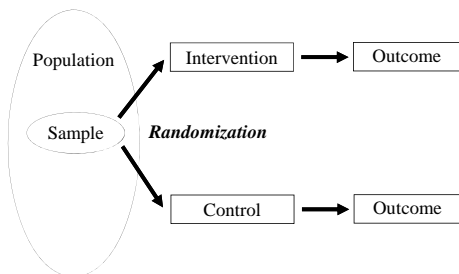 Population
Intervention
Outcome
Sample
Randomization
Control
Outcome